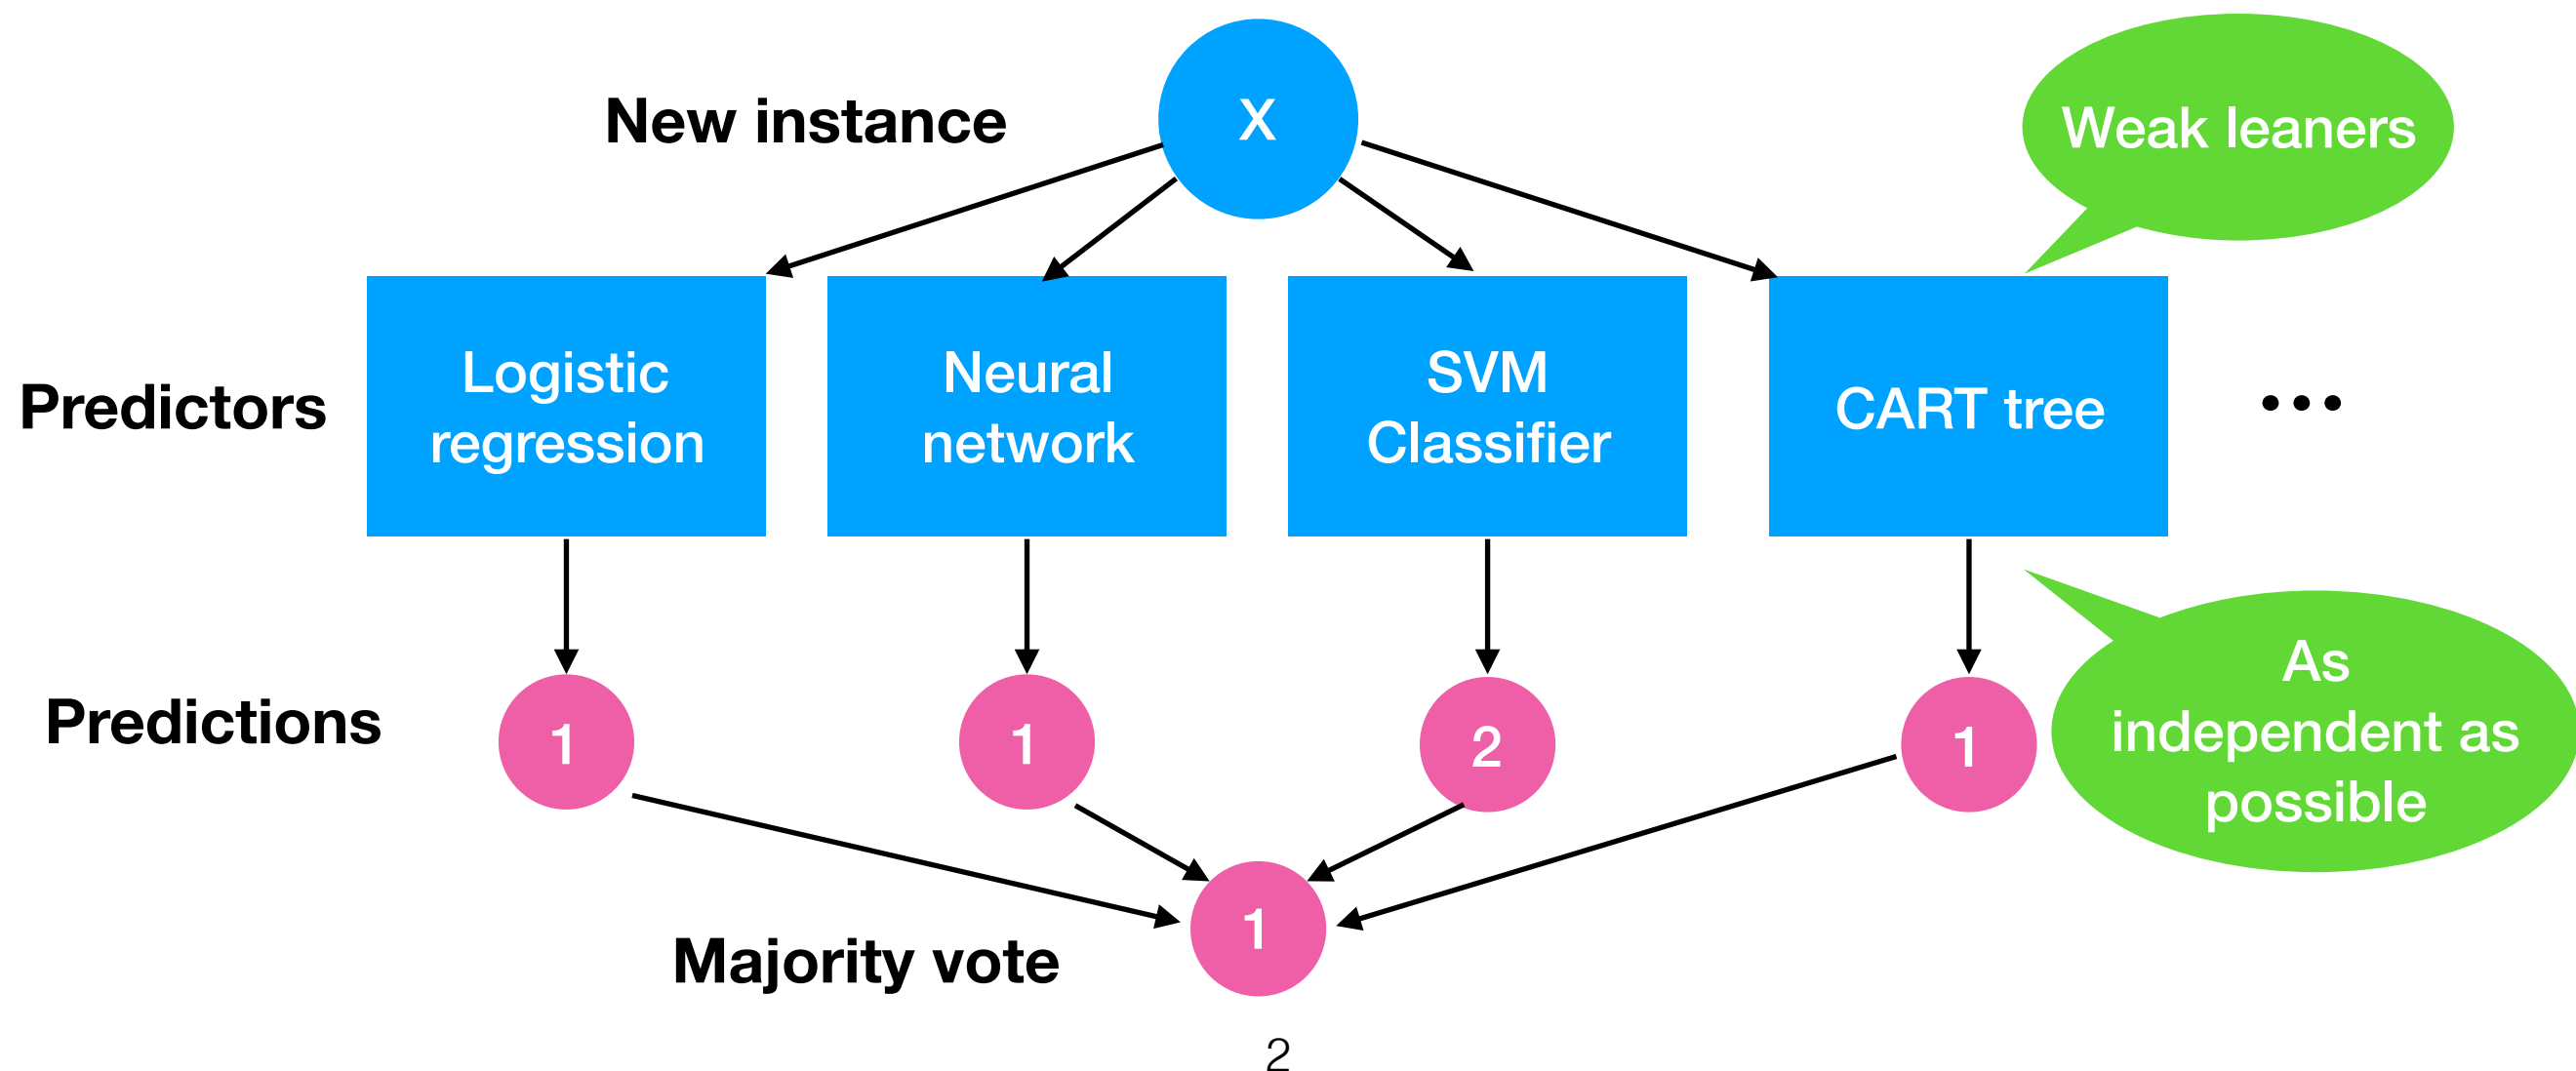 New instance
X
Weak leaners
Predictors
Logistic
regression
Neural
network
SVM
Classifier
CART tree
...
Predictions
1
1
2
1
As
independent as
possible
Majority vote
1
2